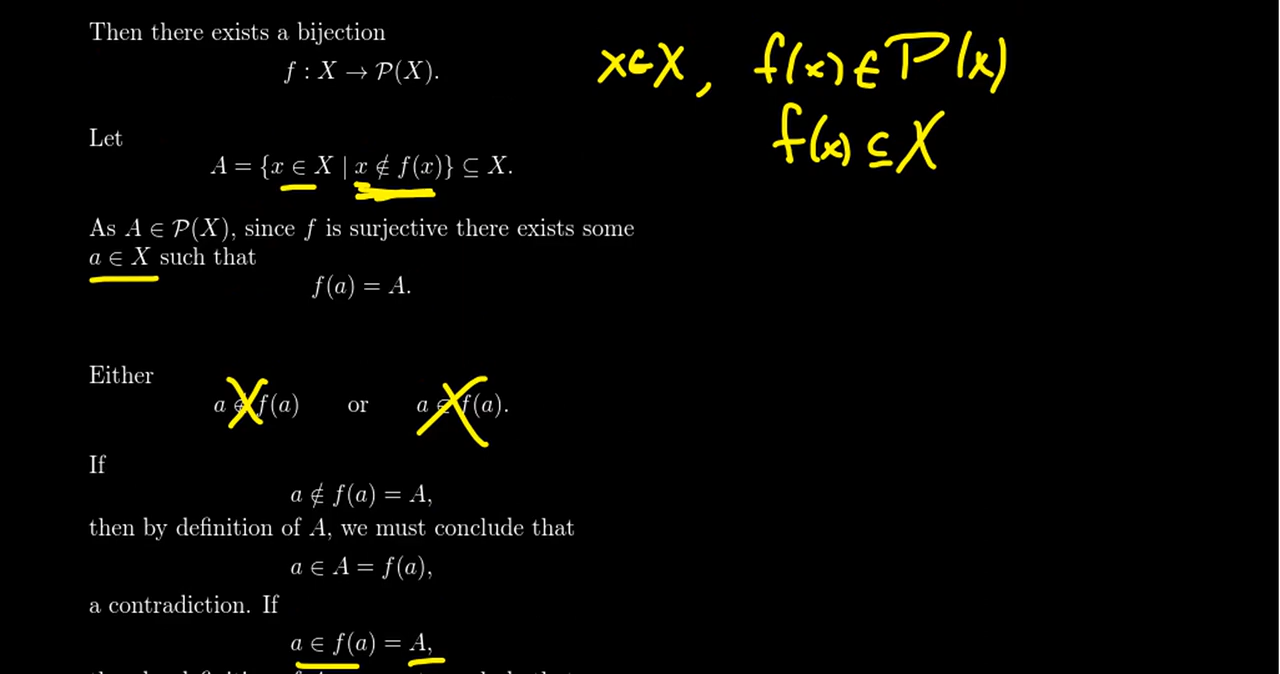 Then there exists a bijection
f : X → P(X).
x∈X, f(x)∈P(X)
f(x)⊆X
Let
A = {x ∈ X | x ∉ f(x)} ⊆ X.
As A ∈ P(X), since f is surjective there exists some
a ∈ X such that
f(a) = A.
Either
a ∉ f(a) or a ∈ f(a).
If
a ∉ f(a) = A,
then by definition of A, we must conclude that
a ∈ A = f(a),
a contradiction. If
a ∈ f(a) = A,